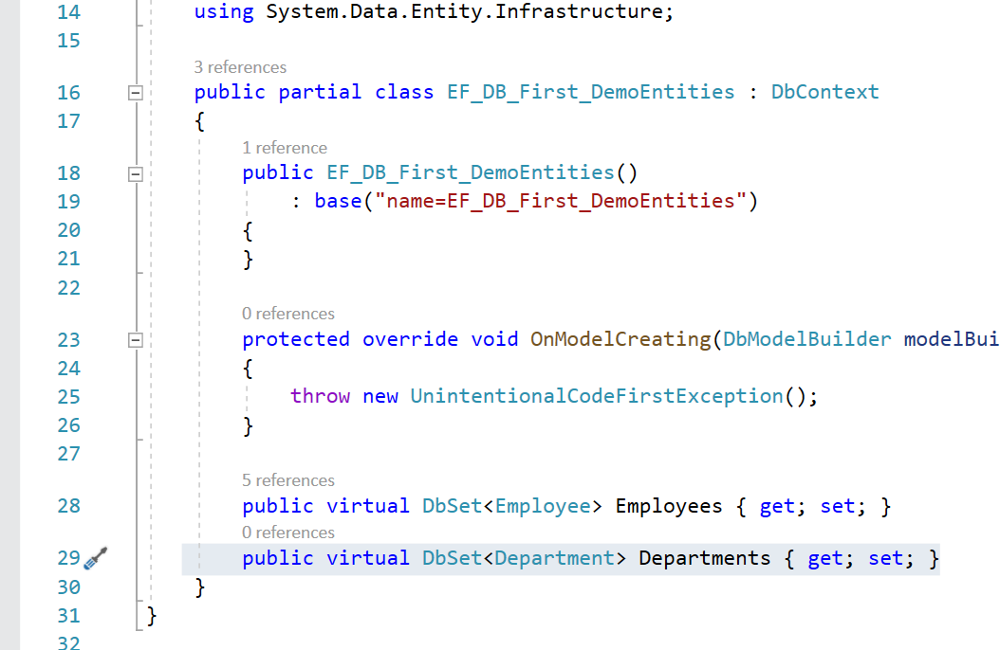 14 using System.Data.Entity.Infrastructure;
15
3 references
16 public partial class EF_DB_First_DemoEntities : DbContext
17 {
1 reference
18 public EF_DB_First_DemoEntities()
19 : base("name=EF_DB_First_DemoEntities")
20 {
21 }
22
0 references
23 protected override void OnModelCreating(DbModelBuilder modelBui
24 {
25 throw new UnintentionalCodeFirstException();
26 }
27
5 references
28 public virtual DbSet<Employee> Employees { get; set; }
0 references
29 public virtual DbSet<Department> Departments { get; set; }
30 }
31 }
32